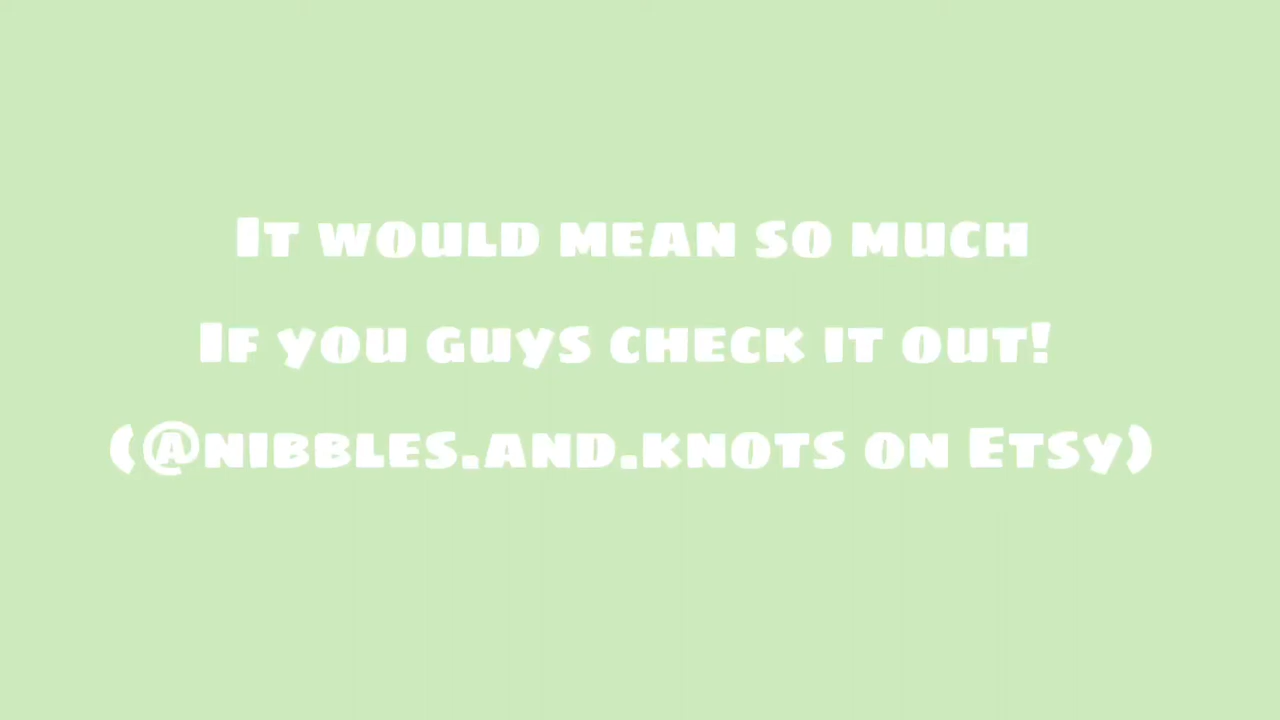 It would mean so much
If you guys check it out!
(@nibbles.and.knots on Etsy)